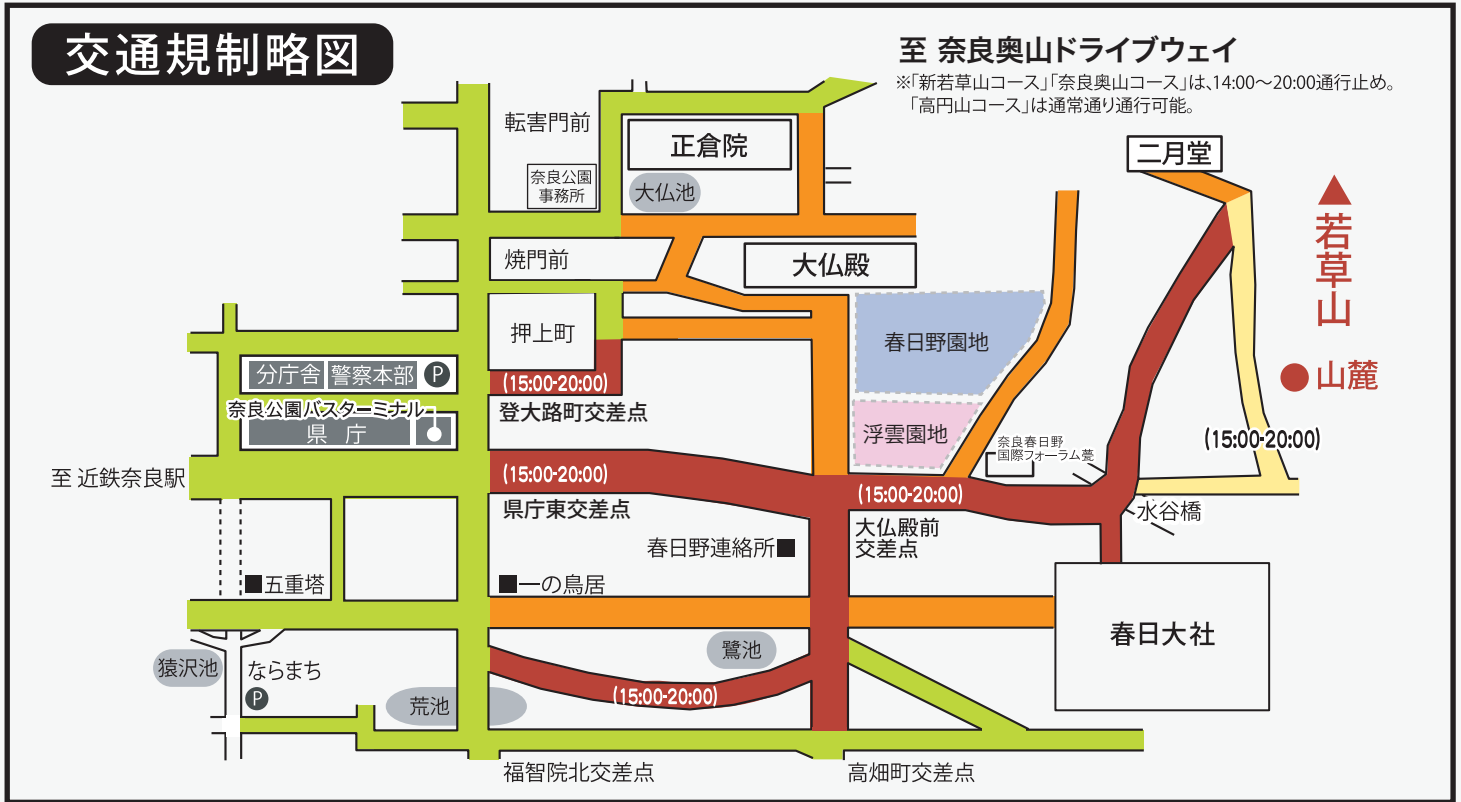 交通規制略図
至 奈良奥山ドライブウェイ
※「新若草山コース」「奈良奥山コース」は、14:00〜20:00通行止め。
「高円山コース」は通常通り通行可能。
転害門前
正倉院
二月堂
奈良公園
事務所
大仏池
▲若草山
焼門前
大仏殿
押上町
春日野園地
●山麓
分庁舎
警察本部
P
(15:00-20:00)
登大路町交差点
奈良公園バスターミナル
県 庁
浮雲園地
奈良春日野
国際フォーラム甍
(15:00-20:00)
至 近鉄奈良駅
(15:00-20:00)
県庁東交差点
(15:00-20:00)
大仏殿前
交差点
水谷橋
春日野連絡所■
■五重塔
■一の鳥居
春日大社
鷺池
猿沢池
ならまち
P
荒池
(15:00-20:00)
福智院北交差点
高畑町交差点